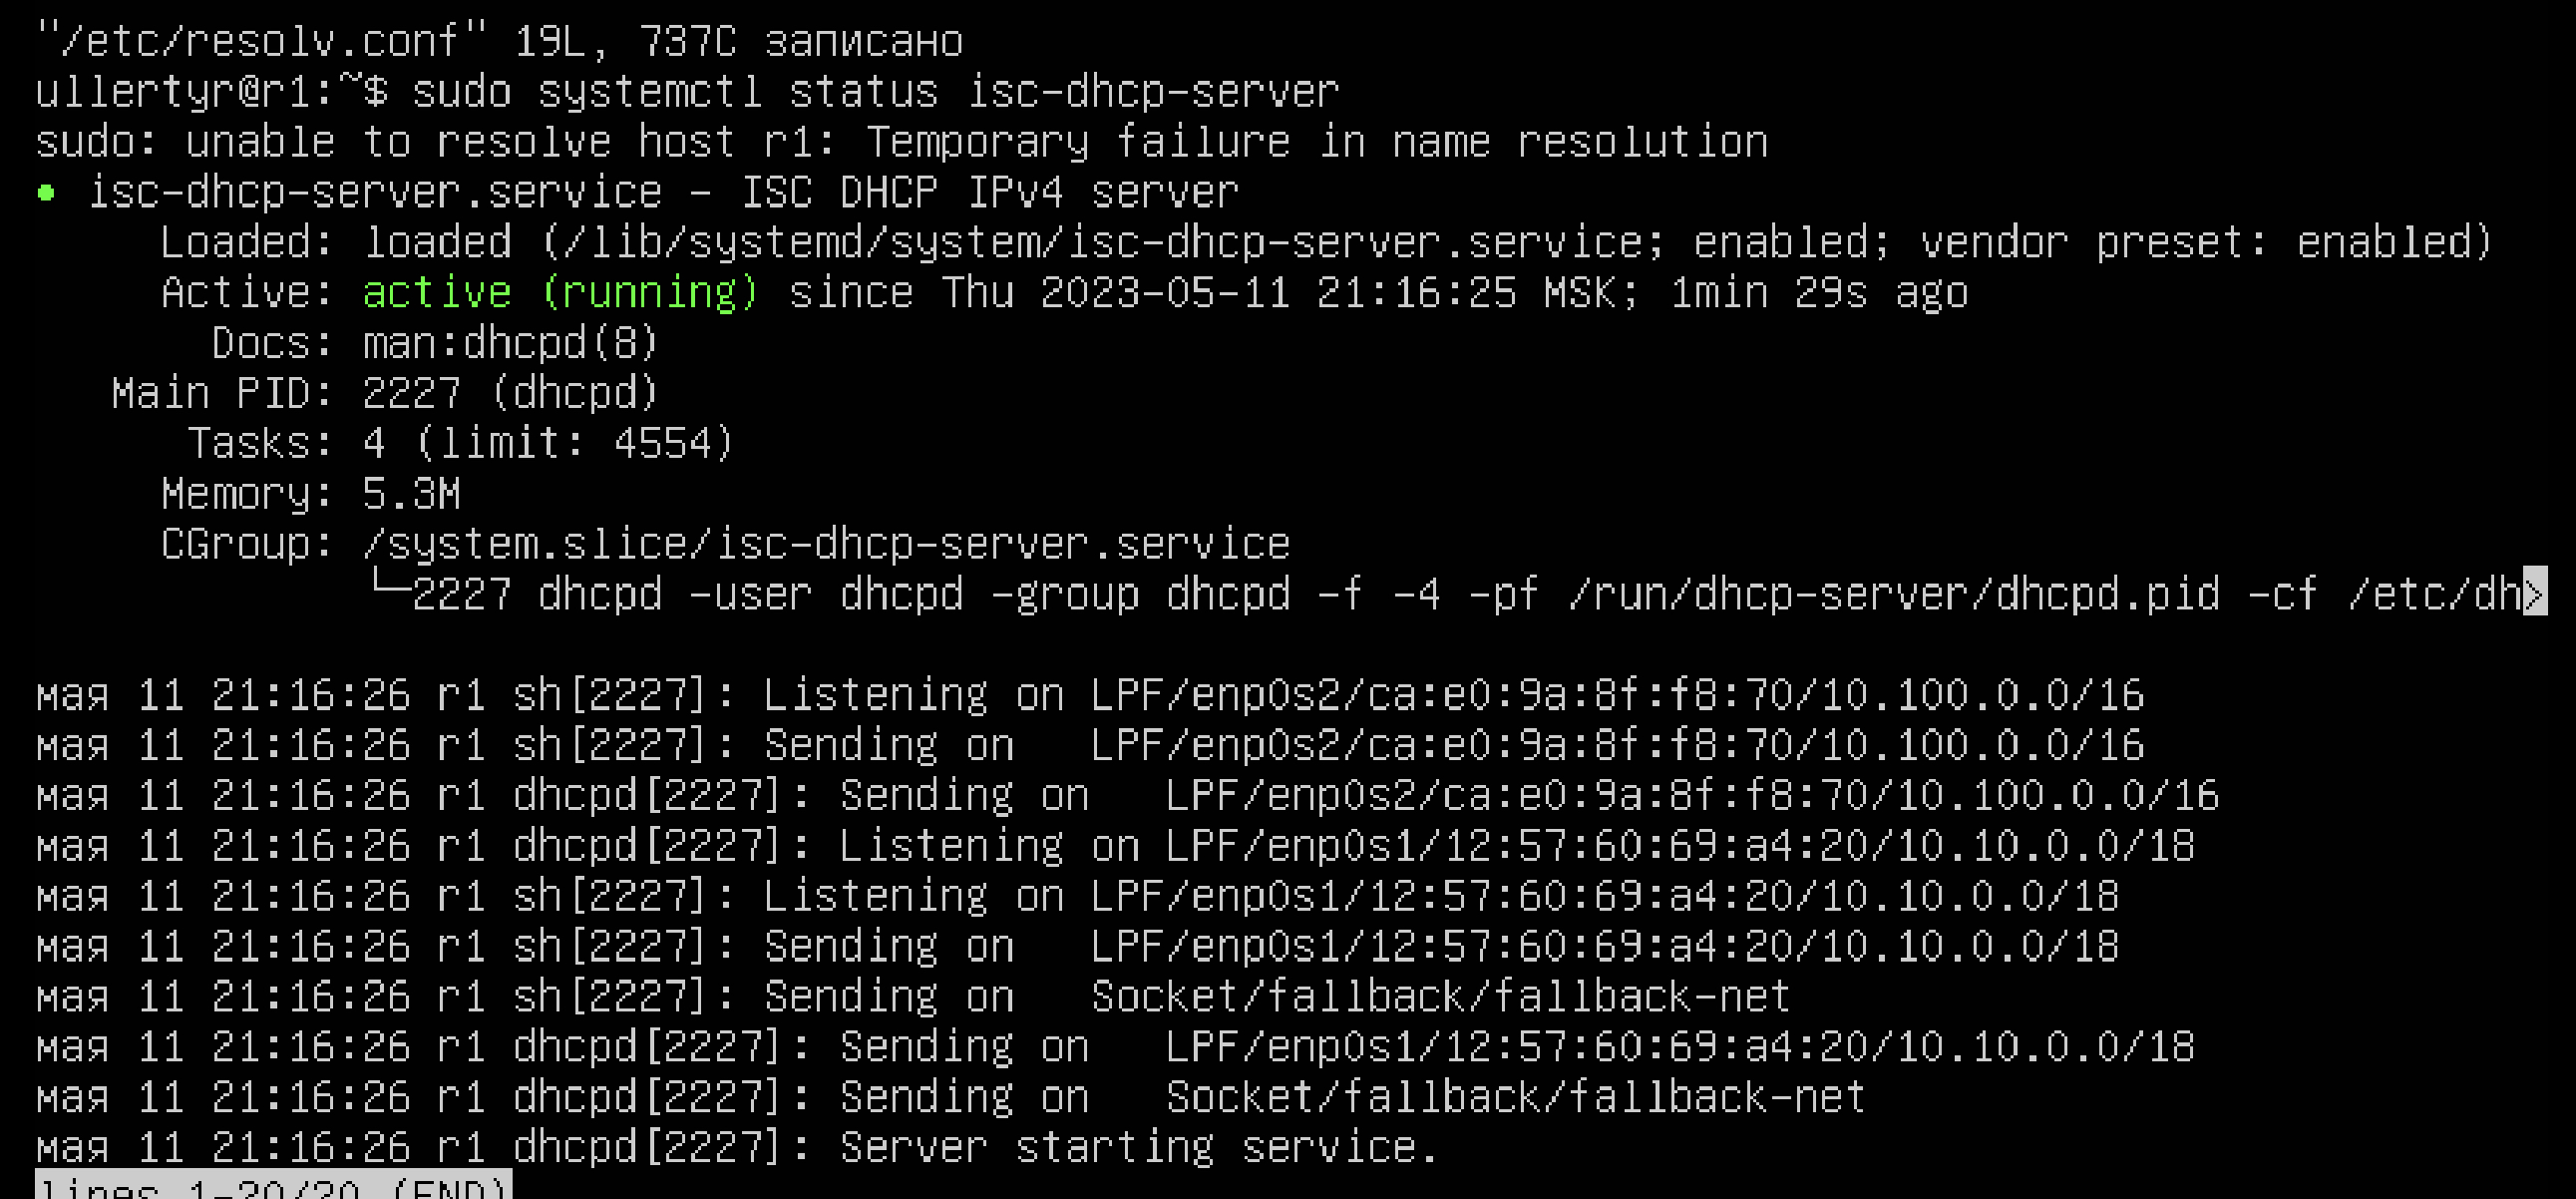 "/etc/resolv.conf" 19L, 737C записано
ullertyr@r1:~$ sudo systemctl status isc-dhcp-server
sudo: unable to resolve host r1: Temporary failure in name resolution
● isc-dhcp-server.service - ISC DHCP IPv4 server
     Loaded: loaded (/lib/systemd/system/isc-dhcp-server.service; enabled; vendor preset: enabled)
     Active: active (running) since Thu 2023-05-11 21:16:25 MSK; 1min 29s ago
       Docs: man:dhcpd(8)
   Main PID: 2227 (dhcpd)
      Tasks: 4 (limit: 4554)
     Memory: 5.3M
     CGroup: /system.slice/isc-dhcp-server.service
             └─2227 dhcpd -user dhcpd -group dhcpd -f -4 -pf /run/dhcp-server/dhcpd.pid -cf /etc/dh>
мая 11 21:16:26 r1 sh[2227]: Listening on LPF/enp0s2/ca:e0:9a:8f:f8:70/10.100.0.0/16
мая 11 21:16:26 r1 sh[2227]: Sending on   LPF/enp0s2/ca:e0:9a:8f:f8:70/10.100.0.0/16
мая 11 21:16:26 r1 dhcpd[2227]: Sending on   LPF/enp0s2/ca:e0:9a:8f:f8:70/10.100.0.0/16
мая 11 21:16:26 r1 dhcpd[2227]: Listening on LPF/enp0s1/12:57:60:69:a4:20/10.10.0.0/18
мая 11 21:16:26 r1 sh[2227]: Listening on LPF/enp0s1/12:57:60:69:a4:20/10.10.0.0/18
мая 11 21:16:26 r1 sh[2227]: Sending on   LPF/enp0s1/12:57:60:69:a4:20/10.10.0.0/18
мая 11 21:16:26 r1 sh[2227]: Sending on   Socket/fallback/fallback-net
мая 11 21:16:26 r1 dhcpd[2227]: Sending on   LPF/enp0s1/12:57:60:69:a4:20/10.10.0.0/18
мая 11 21:16:26 r1 dhcpd[2227]: Sending on   Socket/fallback/fallback-net
мая 11 21:16:26 r1 dhcpd[2227]: Server starting service.
lines 1-20/20 (END)